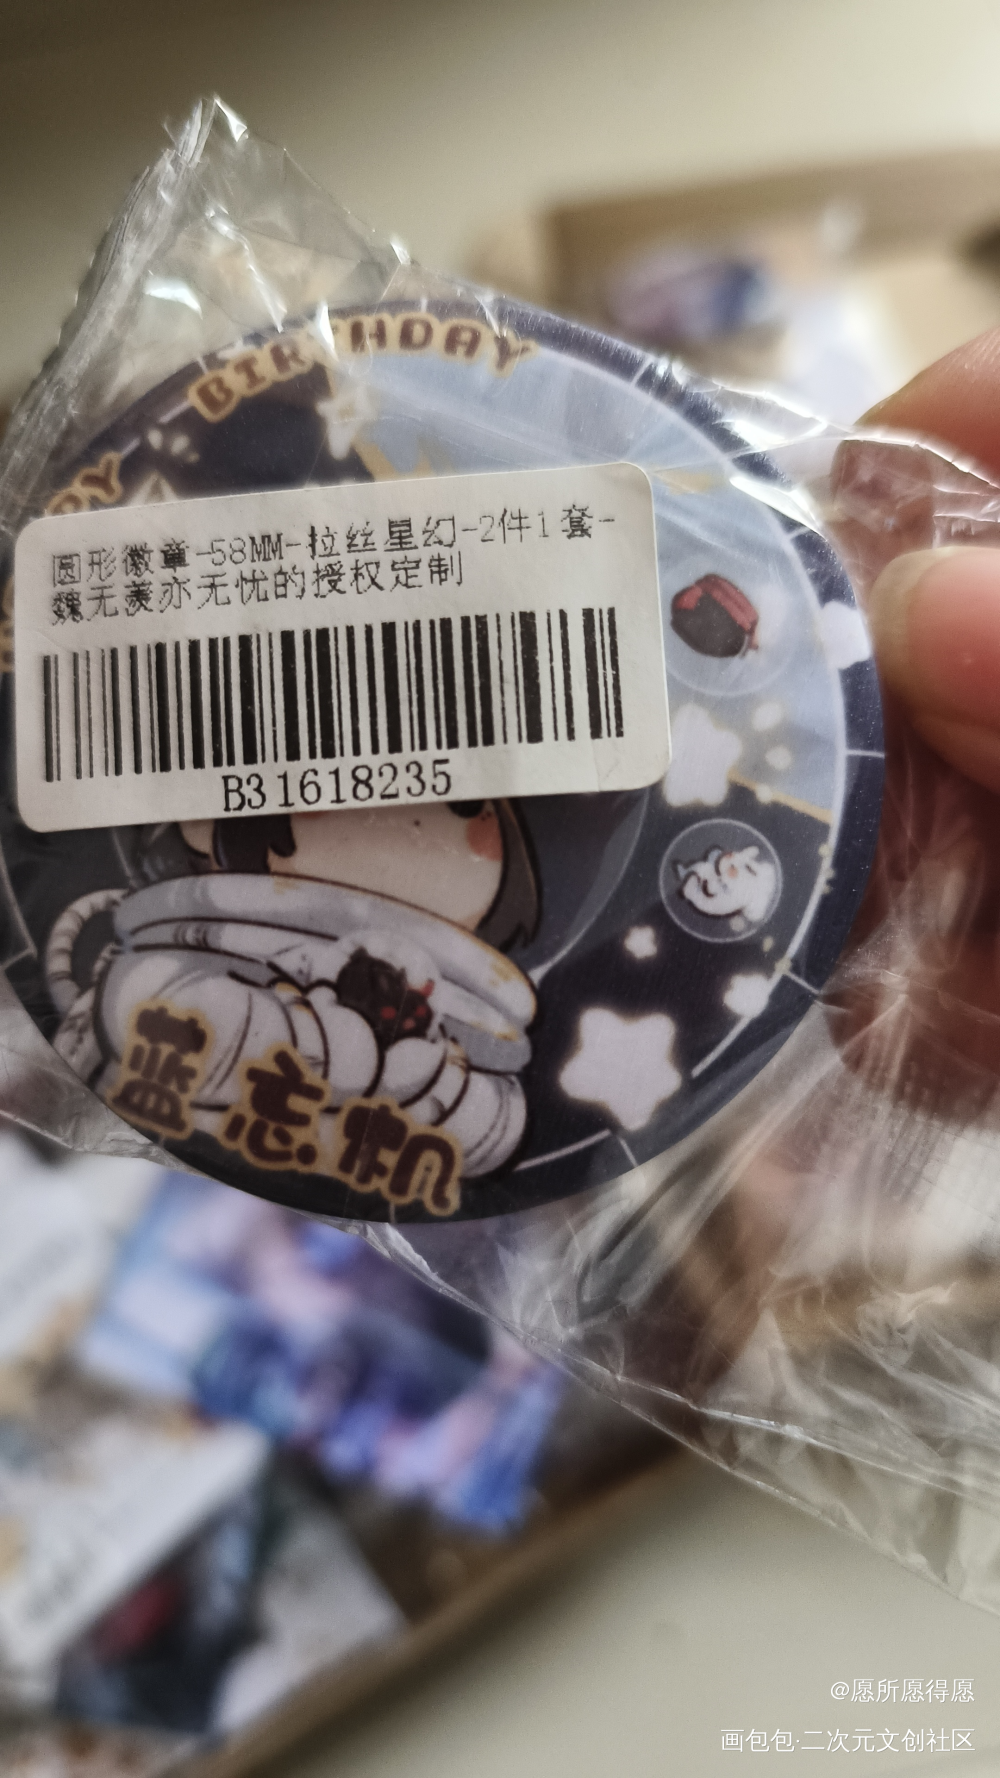 BIRTHDAY
圆形徽章-58MM-拉丝星幻-2件1套-
魏无羡亦无忧的授权定制
B31618235
蓝忘机
@愿所愿得愿
画包包·二次元文创社区